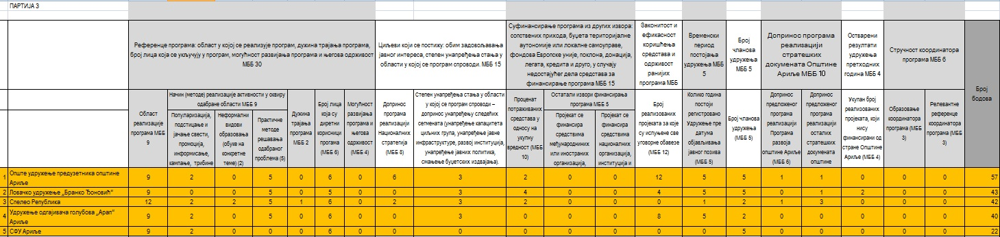 ПАРТИЈА 3
Референце програма: област у којој се реализује програм, дужина трајања програма,
број лица која се укључују у програм, могућност развијања програма и његова одрживост
МББ 30
Циљеви који се постижу: обим задовољавања
јавног интереса, степен унапређења стања у
области у којој се програм спроводи. МББ 15
Суфинансирање програма из других извора:
сопствених прихода, буџета територијалне
аутономије или локалне самоуправе,
фондова Европске уније, поклона, донација,
легата, кредита и друго, у случају
недостајућег дела средстава за
финансирање програма МББ 15
Законитост и
ефикасност
коришћења
средстава и
одрживост
ранијих
програма МББ
Временски
период
постојања
удружења МББ
5
Број
чланова
удружења
МББ 5
Допринос програма
реализацији
стратешких
докумената Општине
Ариље МББ 10
Остварени
резултати
удружења
претходних
година МББ 4
Стручност координатора
програма МББ 6
Број
бодова
Област
реализације
програма МББ
9
Начин (методе) реализације активности у оквиру
одабране области МББ 9
Популаризација,
подстицање и
јачање свести,
промоција,
информисање,
кампање, трибине
Неформални
видови
образовања
(обуке на
конкретне
теме) (2)
Практичне
методе
решавања
одабраног
проблема (5)
Дужина
трајања
програма
МББ 2
Број лица
која су
директни
корисници
прогама
(МББ 6)
Могућност
развијања
програма и
његова
одрживост
(МББ 4)
Допринос
програма
реализацији
Националних
стратегија
(МББ 8)
Степен унапређења стања у области
у којој се програм спроводи –
допринос унапређењу следећих
сегмената (унапређење капацитета
циљних група, унапређење јавне
инфраструктуре, развој институција,
унапређење јавних политика,
смањење буџетских издвајања).
Проценат
потраживаних
средстава у
односу на
укупну
вредност (МББ
10)
Остатали извори финансирања
програма МББ 5
Пројекат се
финансира
средствима
међународниних
или иностраних
организација,
Пројекат се
финансира
средствима
националних
организација,
институција и
Број
реализованих
пројеката за које
су испуњене све
уговорне обавезе
(МББ 12)
Колико година
постоји
регистровано
Удружење пре
датума
објављивања
јавног позива
(МББ 5)
Број чланова
удружења
(МББ 5)
Допринос
предложеног
програма
реализацији
Програма
развоја
општине Ариље
(МББ 6)
Допринос
предложеног
програма
реализацији
осталих
стратешких
докумената
општине
Укупан број
реализованих
пројеката, који
нису
финансирани од
стране Општине
Ариље (МББ 4)
Образовање
координатора
програма (МББ
3)
Релевантне
референце
координатора
програма (МББ
3)
1 Опште удружење предузетника општине Ариље 9 2 0 5 0 6 0 6 3 2 0 0 12 5 5 1 1 0 0 0 57
2 Ловачко удружење „Бранко Ђоновић“ 9 0 0 5 0 6 0 3 4 0 0 4 5 5 0 1 2 0 0 43
3 Спелео Република 12 2 2 5 1 6 0 2 3 2 0 0 0 1 2 1 3 0 0 0 42
4 Удружење одгајивача голубова „Арап“ Ариље 9 2 0 5 0 6 0 0 3 0 0 0 8 5 2 0 0 0 0 0 40
5 СФУ Ариље 9 2 0 0 0 6 0 0 0 0 0 0 0 0 5 0 0 0 0 0 22